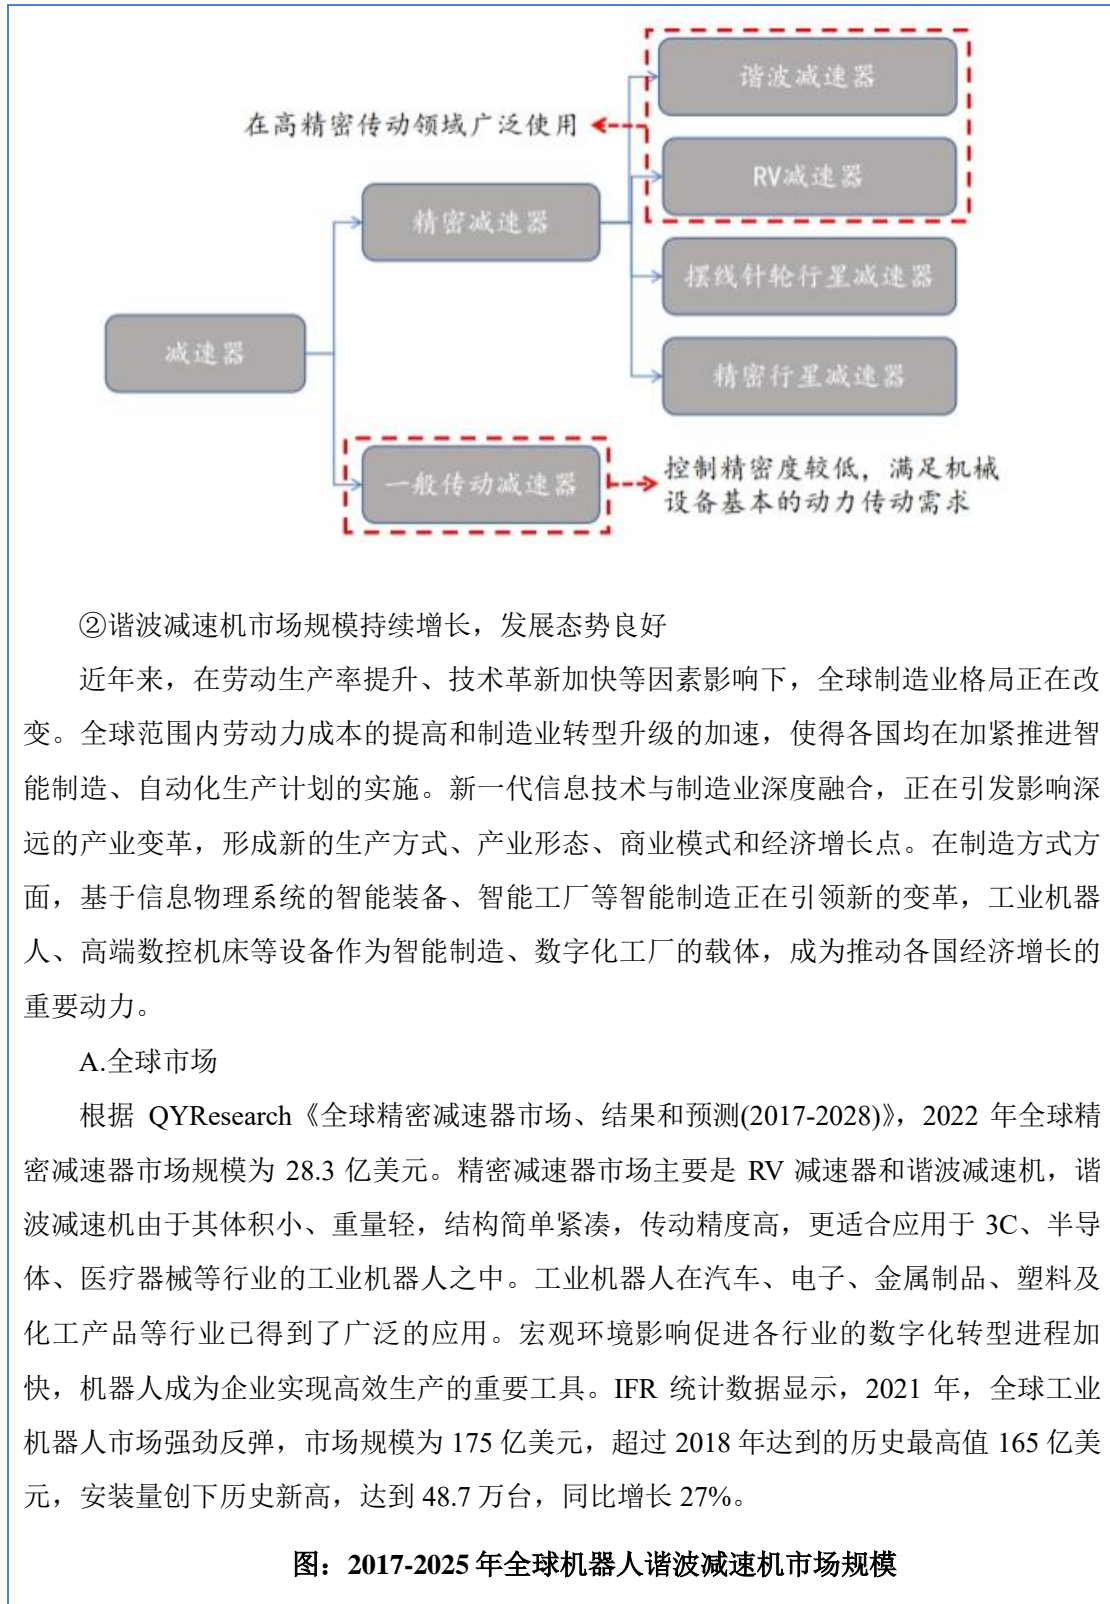 谐波减速器
在高精密传动领域广泛使用
RV减速器
精密减速器
摆线针轮行星减速器
减速器
精密行星减速器
一般传动减速器
控制精密度较低，满足机械
设备基本的动力传动需求
②谐波减速机市场规模持续增长，发展态势良好
近年来，在劳动生产率提升、技术革新加快等因素影响下，全球制造业格局正在改
变。全球范围内劳动力成本的提高和制造业转型升级的加速，使得各国均在加紧推进智
能制造、自动化生产计划的实施。新一代信息技术与制造业深度融合，正在引发影响深
远的产业变革，形成新的生产方式、产业形态、商业模式和经济增长点。在制造方式方
面，基于信息物理系统的智能装备、智能工厂等智能制造正在引领新的变革，工业机器
人、高端数控机床等设备作为智能制造、数字化工厂的载体，成为推动各国经济增长的
重要动力。
A.全球市场
根据 QYResearch《全球精密减速器市场、结果和预测(2017-2028)》，2022 年全球精
密减速器市场规模为 28.3 亿美元。精密减速器市场主要是 RV 减速器和谐波减速机，谐
波减速机由于其体积小、重量轻，结构简单紧凑，传动精度高，更适合应用于 3C、半导
体、医疗器械等行业的工业机器人之中。工业机器人在汽车、电子、金属制品、塑料及
化工产品等行业已得到了广泛的应用。宏观环境影响促进各行业的数字化转型进程加
快，机器人成为企业实现高效生产的重要工具。IFR 统计数据显示，2021 年，全球工业
机器人市场强劲反弹，市场规模为 175 亿美元，超过 2018 年达到的历史最高值 165 亿美
元，安装量创下历史新高，达到 48.7 万台，同比增长 27%。
图：2017-2025 年全球机器人谐波减速机市场规模